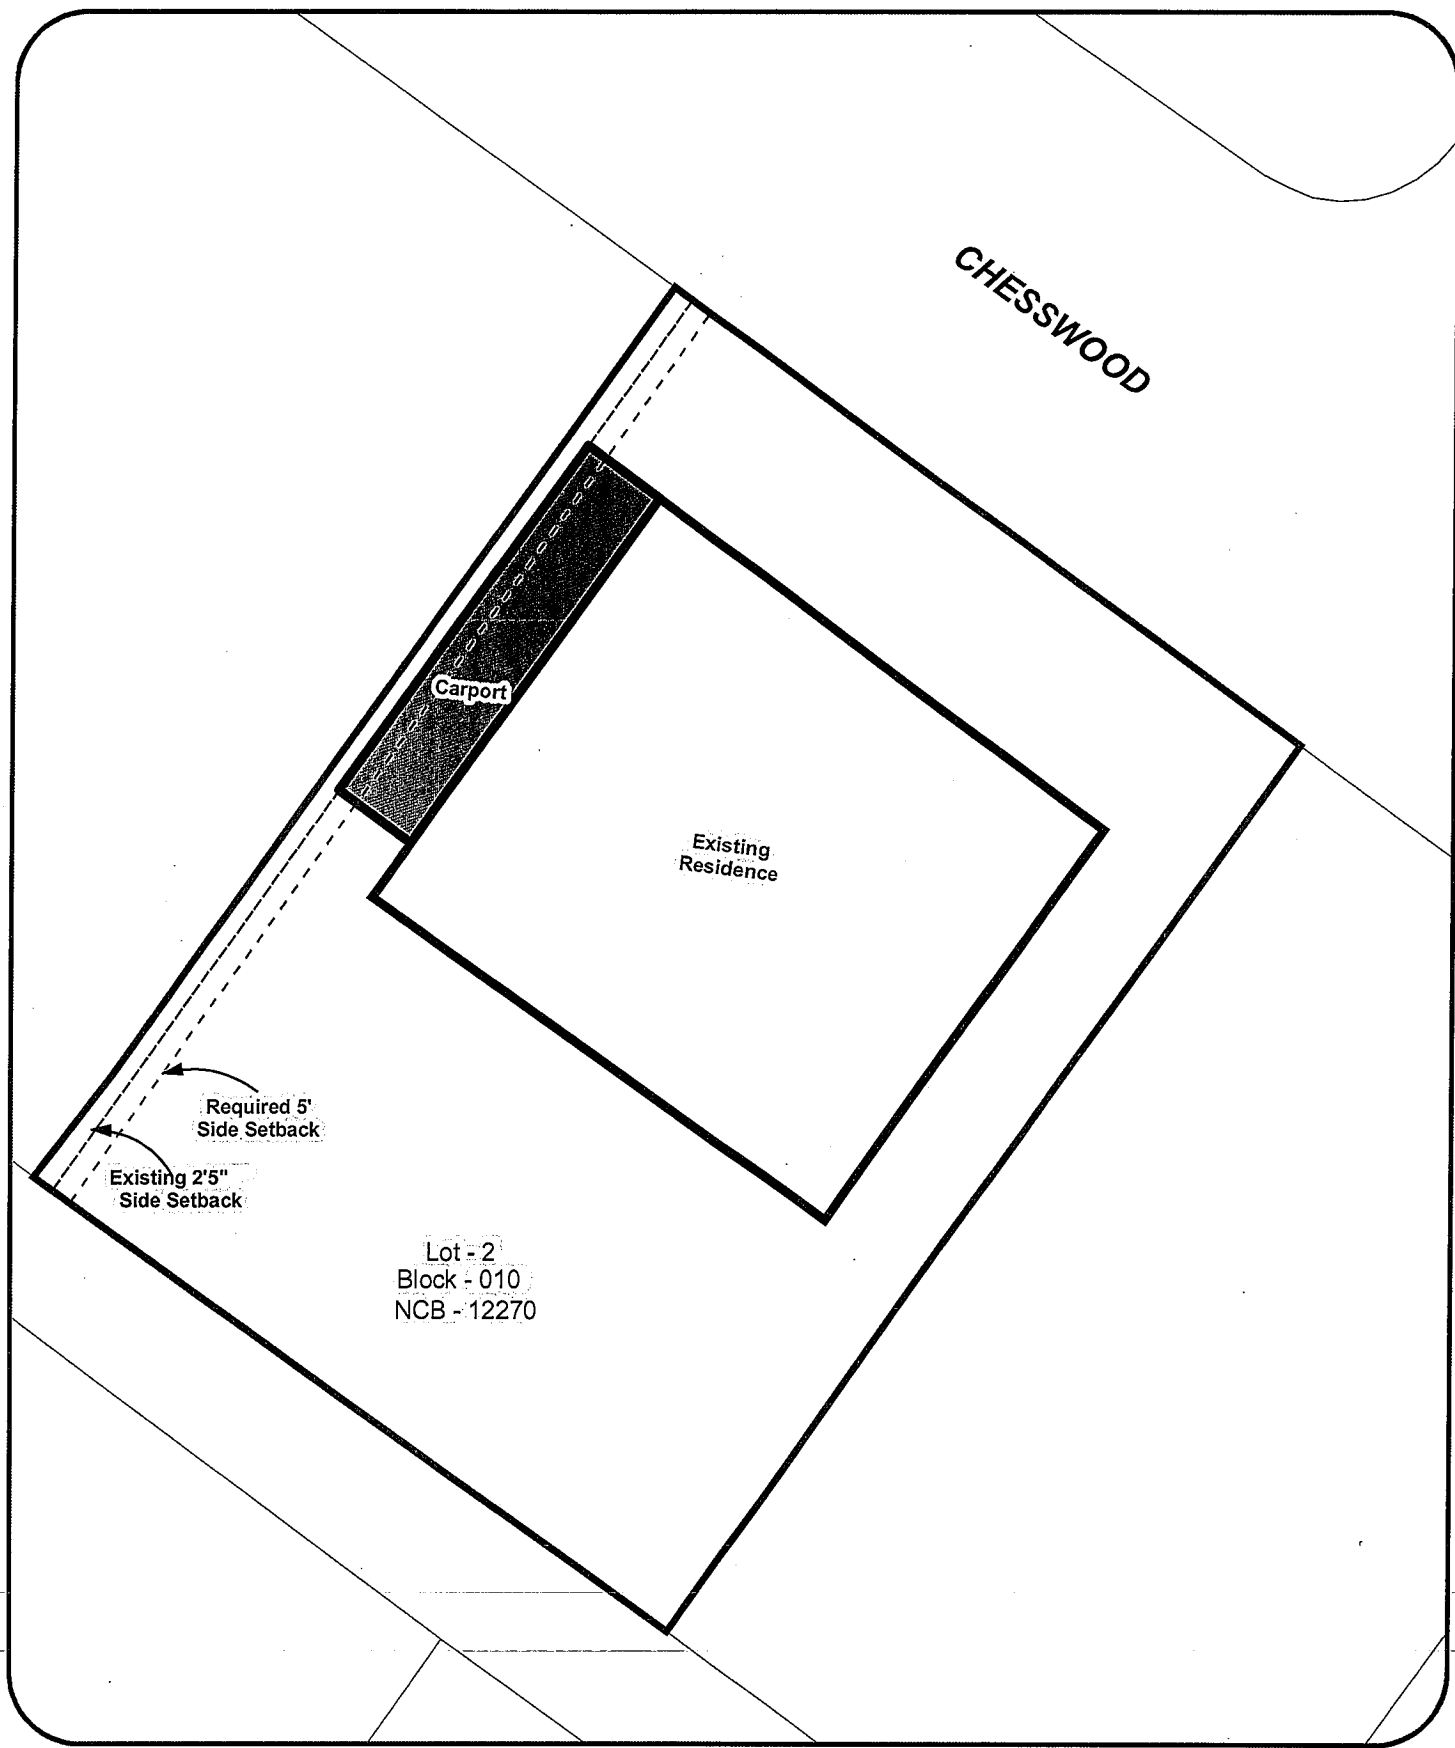 CHESSWOOD
Carport
Existing
Residence
Required 5'
Side Setback
Existing 2'5"
Side Setback
Lot - 2
Block - 010
NCB - 12270